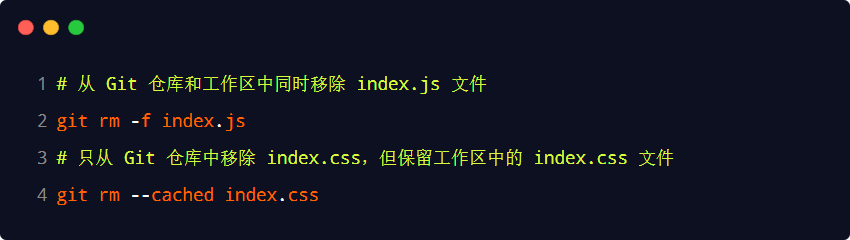 1 # 从 Git 仓库和工作区中同时移除 index.js 文件
2 git rm -f index.js
3 # 只从 Git 仓库中移除 index.css，但保留工作区中的 index.css 文件
4 git rm --cached index.css